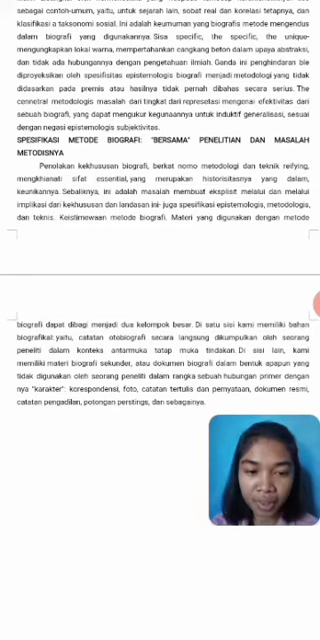 sebagai contoh-umum, yaitu, untuk sejarah lain, sobat real dan korelasi tetapnya, dan
klasifikasi a taksonomi sosial. Ini adalah keumuman yang biografis metode mengendus
dalam biografi yang digunakannya. Sisa specific, the specific, the unique-
mengungkapkan lokal warna, mempertahankan cangkang beton dalam upaya abstraksi,
dan tidak ada hubungannya dengan pengetahuan ilmiah. Ganda ini penghindaran ble
diproyeksikan oleh spesifisitas epistemologis biografi menjadi metodologi yang tidak
didasarkan pada premis atau hasilnya tidak pernah dibahas secara serius. The
cennetral metodologis masalah dari tingkat dari represetasi mengenai efektivitas dari
sebuah biografi, yang dapat mengukur kegunaannya untuk induktif generalisasi, sesuai
dengan negasi epistemologis subjektivitas.
SPESIFIKASI METODE BIOGRAFI: "BERSAMA" PENELITIAN DAN MASALAH
METODISNYA
Penolakan kekhususan biografi, berkat nomo metodologi dan teknik reifying,
mengkhianati sifat essential, yang merupakan historisitasnya yang dalam,
keunikannya. Sebaliknya, ini adalah masalah membuat eksplisit melalui dan melalui
implikasi dari kekhususan dan landasan ini- juga spesifikasi epistemologis, metodologis,
dan teknis. Keistimewaan metode biografi. Materi yang digunakan dengan metode
biografi dapat dibagi menjadi dua kelompok besar. Di satu sisi kami memiliki bahan
biografikal: yaitu, catatan otobiografi secara langsung dikumpulkan oleh seorang
peneliti dalam konteks antarmuka tatap muka tindakan. Di sisi lain, kami
memiliki materi biografi sekunder, atau dokumen biografi dalam bentuk apapun yang
tidak digunakan oleh seorang peneliti dalam rangka sebuah hubungan primer dengan
nya "karakter": korespondensi, foto, catatan tertulis dan pernyataan, dokumen resmi,
catatan pengadilan, potongan perstings, dan sebagainya.